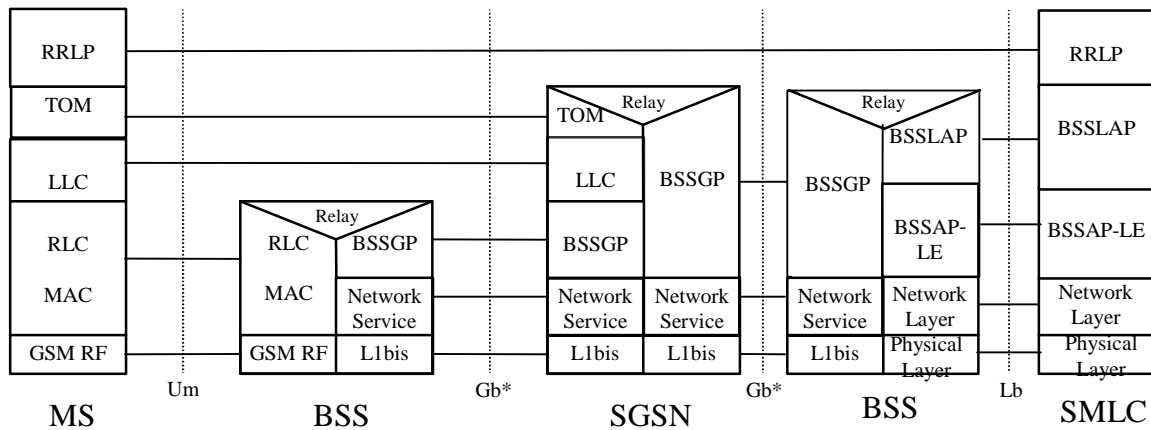 RRLP
TOM
LLC
RLC
MAC
GSM RF
MS
Um
Relay
RLC
MAC
GSM RF
BSSGP
Network
Service
L1bis
BSS
Gb*
Relay
TOM
LLC
BSSGP
Network
Service
L1bis
BSSGP
Network
Service
L1bis
SGSN
Gb*
Relay
BSSGP
Network
Service
L1bis
BSSLAP
BSSAP-
LE
Network
Layer
Physical
Layer
BSS
Lb
RRLP
BSSLAP
BSSAP-LE
Network
Layer
Physical
Layer
SMLC